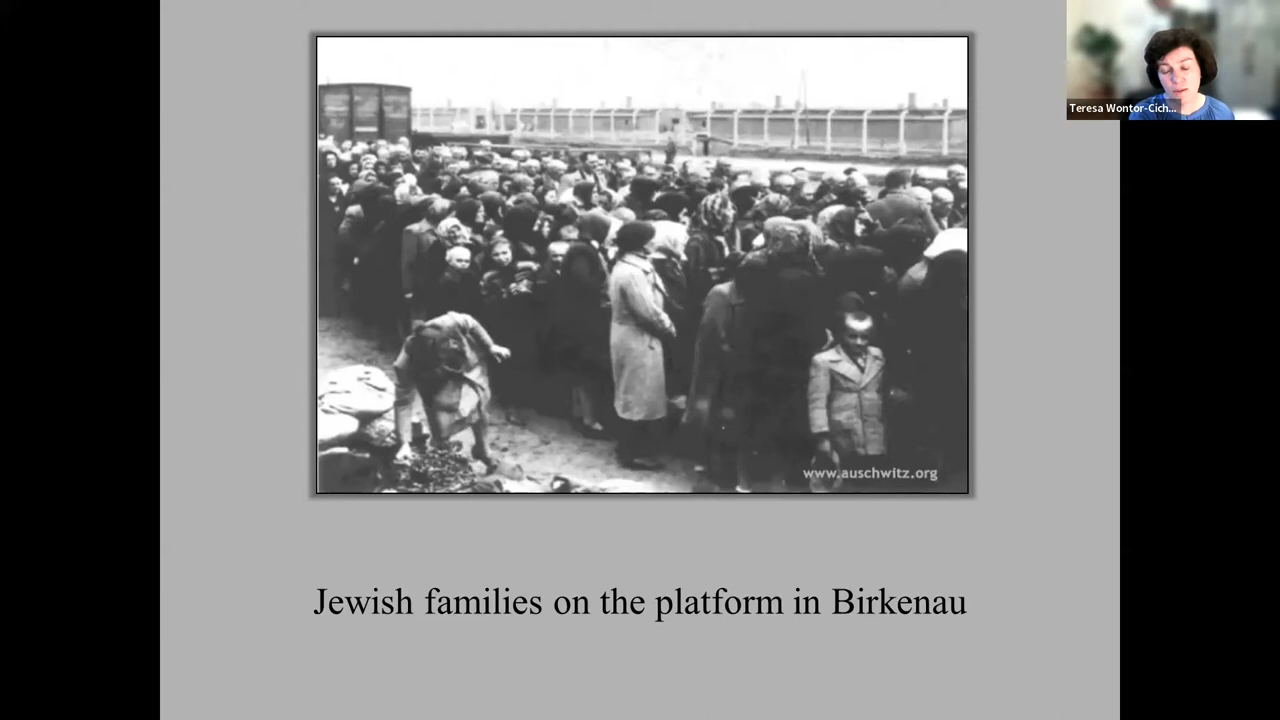 Teresa Wontor-Cich...
www.auschwitz.org
Jewish families on the platform in Birkenau